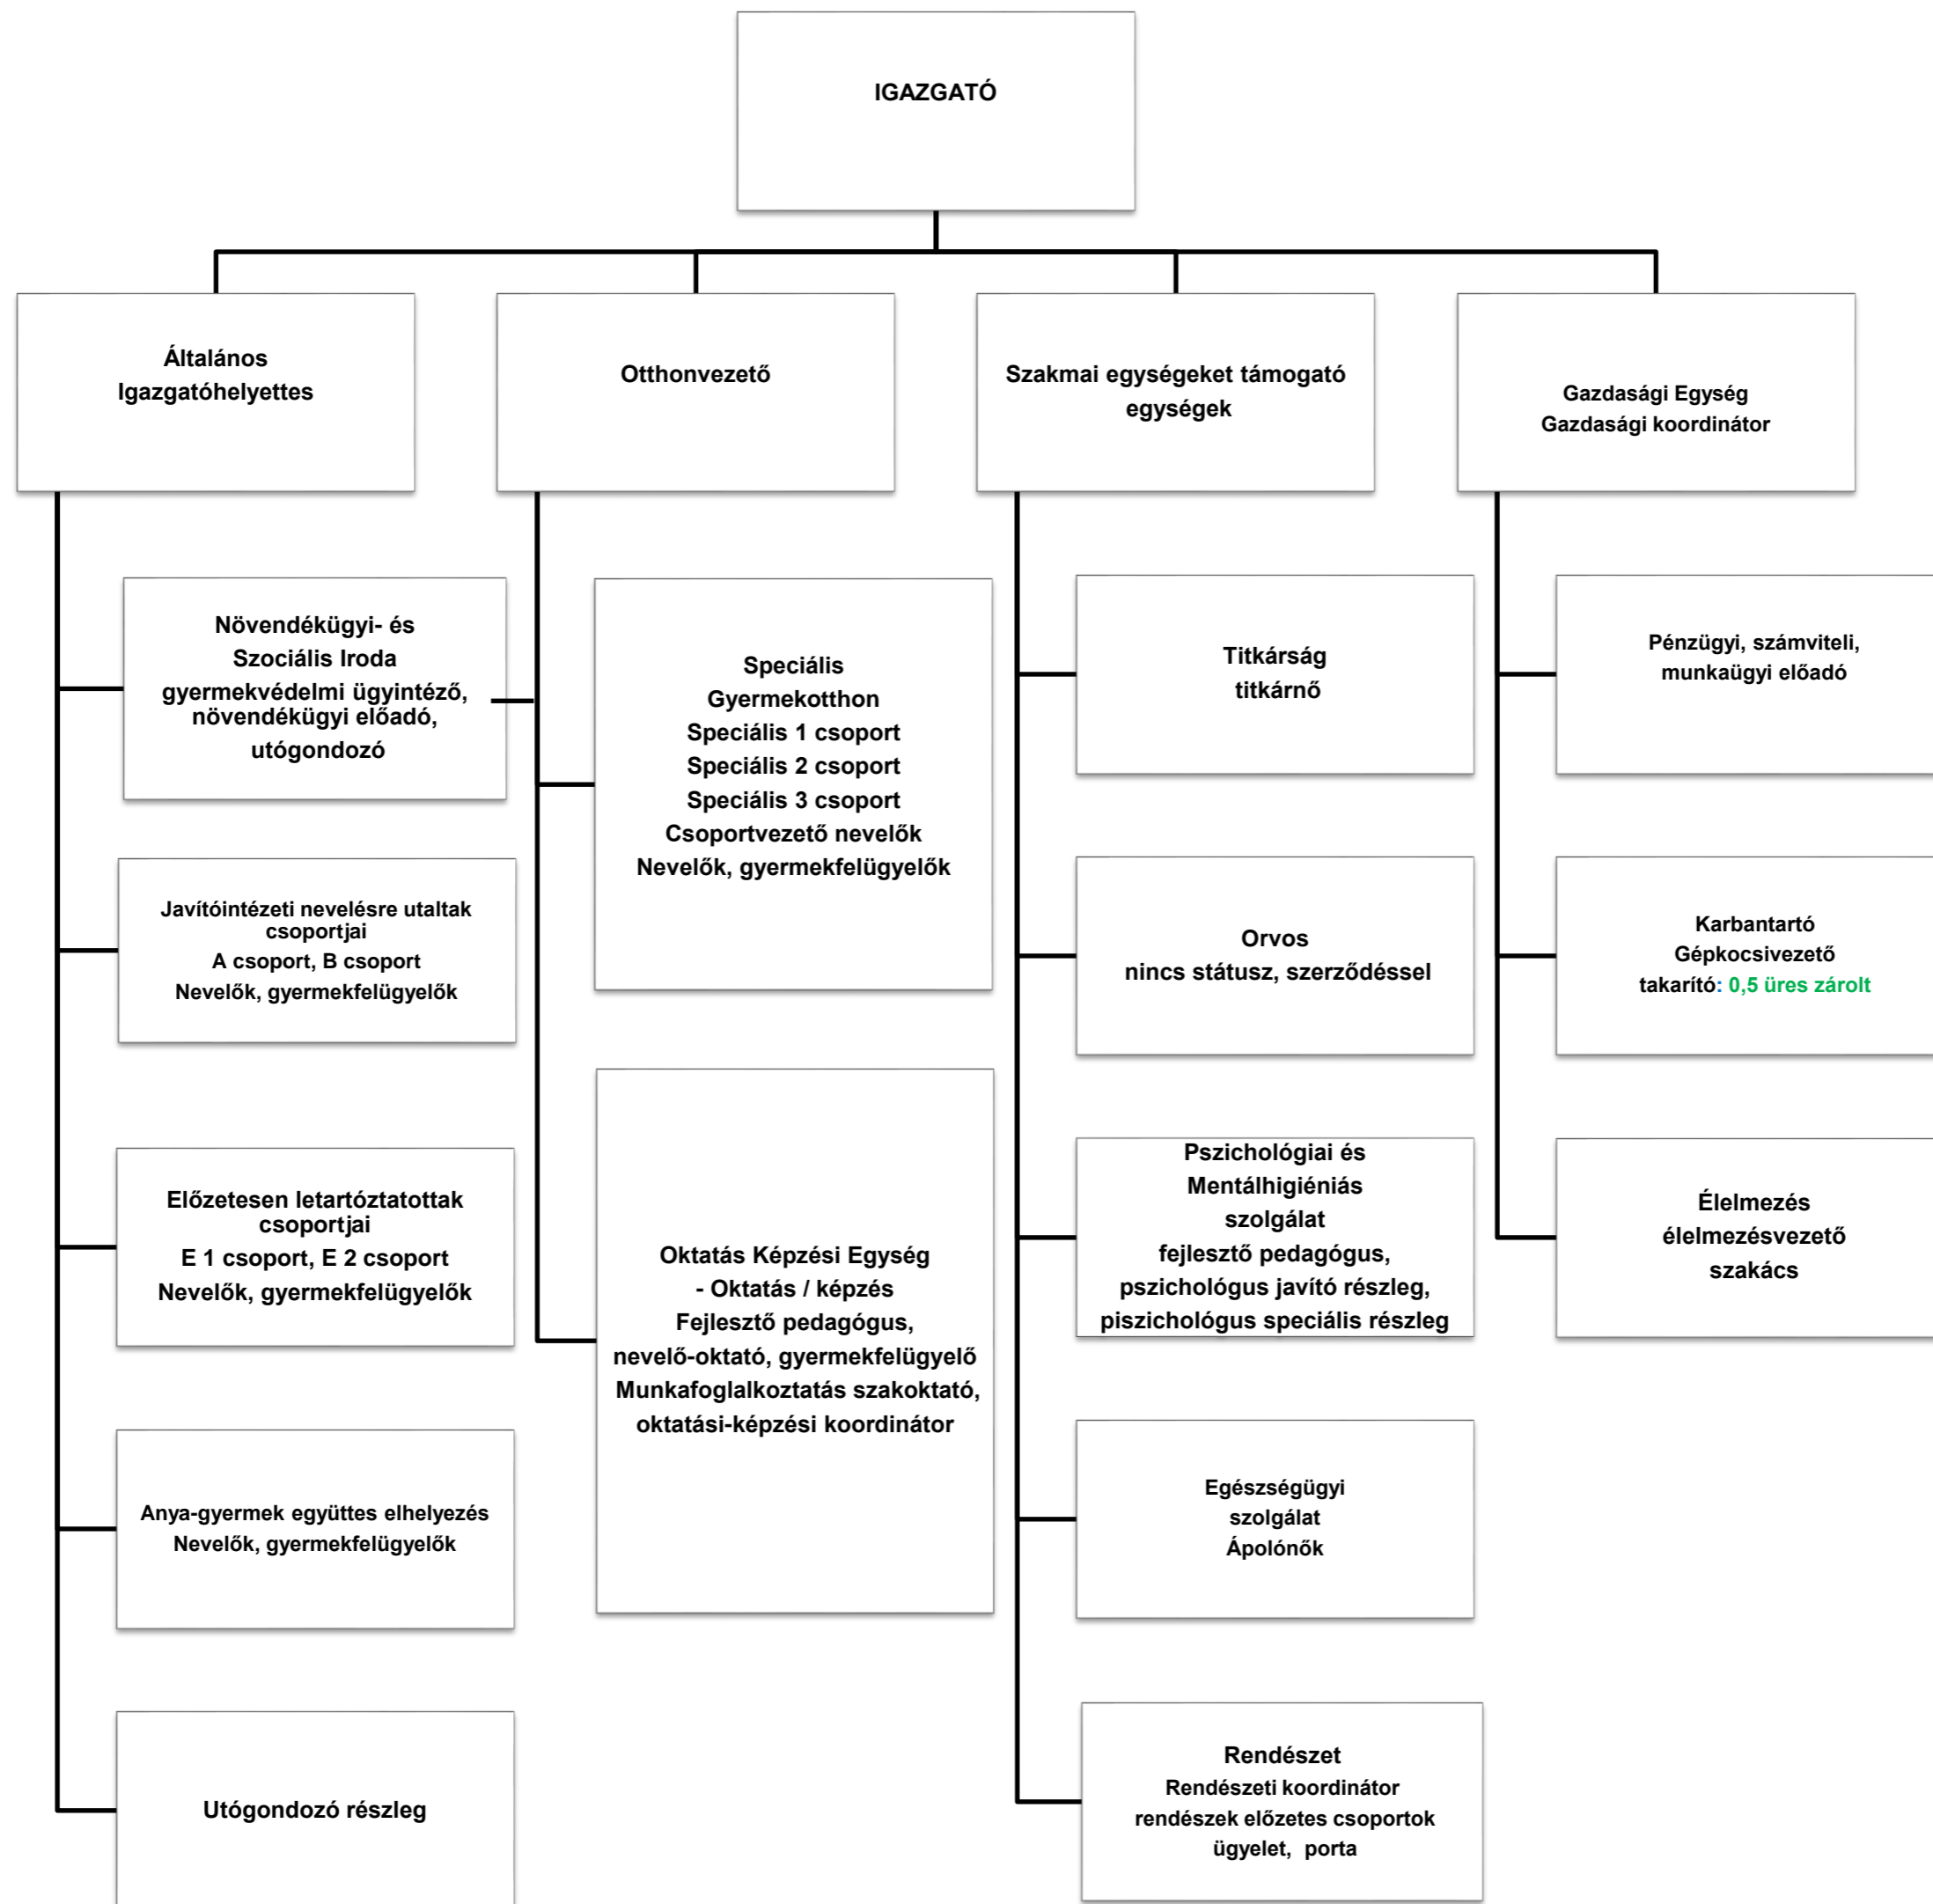 IGAZGATÓ
Általános
Igazgatóhelyettes
Otthonvezető
Szakmai egységeket támogató
egységek
Gazdasági Egység
Gazdasági koordinátor
Növendékügyi- és
Szociális Iroda
gyermekvédelmi ügyintéző,
növendékügyi előadó,
utógondozó
Javítóintézeti nevelésre utaltak
csoportjai
A csoport, B csoport
Nevelők, gyermekfelügyelők
Előzetesen letartóztatottak
csoportjai
E 1 csoport, E 2 csoport
Nevelők, gyermekfelügyelők
Anya-gyermek együttes elhelyezés
Nevelők, gyermekfelügyelők
Utógondozó részleg
Speciális
Gyermekotthon
Speciális 1 csoport
Speciális 2 csoport
Speciális 3 csoport
Csoportvezető nevelők
Nevelők, gyermekfelügyelők
Oktatás Képzési Egység
- Oktatás / képzés
Fejlesztő pedagógus,
nevelő-oktató, gyermekfelügyelő
Munkafoglalkoztatás szakoktató,
oktatási-képzési koordinátor
Titkárság
titkárnő
Orvos
nincs státusz, szerződéssel
Pszichológiai és
Mentálhigiéniás
szolgálat
fejlesztő pedagógus,
pszichológus javító részleg,
piszichológus speciális részleg
Egészségügyi
szolgálat
Ápolónők
Rendészet
Rendészeti koordinátor
rendészek előzetes csoportok
ügyelet, porta
Pénzügyi, számviteli,
munkaügyi előadó
Karbantartó
Gépkocsivezető
takarító: 0,5 üres zárolt
Élelmezés
élelmezésvezető
szakács